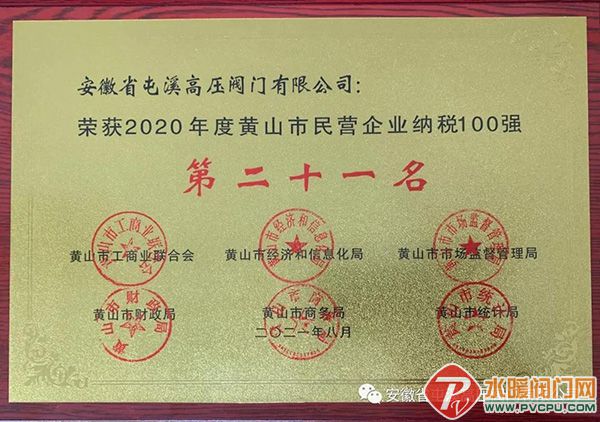 安徽省屯溪高压阀门有限公司：
荣获2020年度黄山市民营企业纳税100强
第二十一名
黄山市工商业联合会 黄山市经济和信息化局 黄山市市场监督管理局
黄山市财政局 黄山市商务局 黄山市统计局
二〇二一年八月
安徽省屯
水暖阀门网
WWW.PVCPU.COM